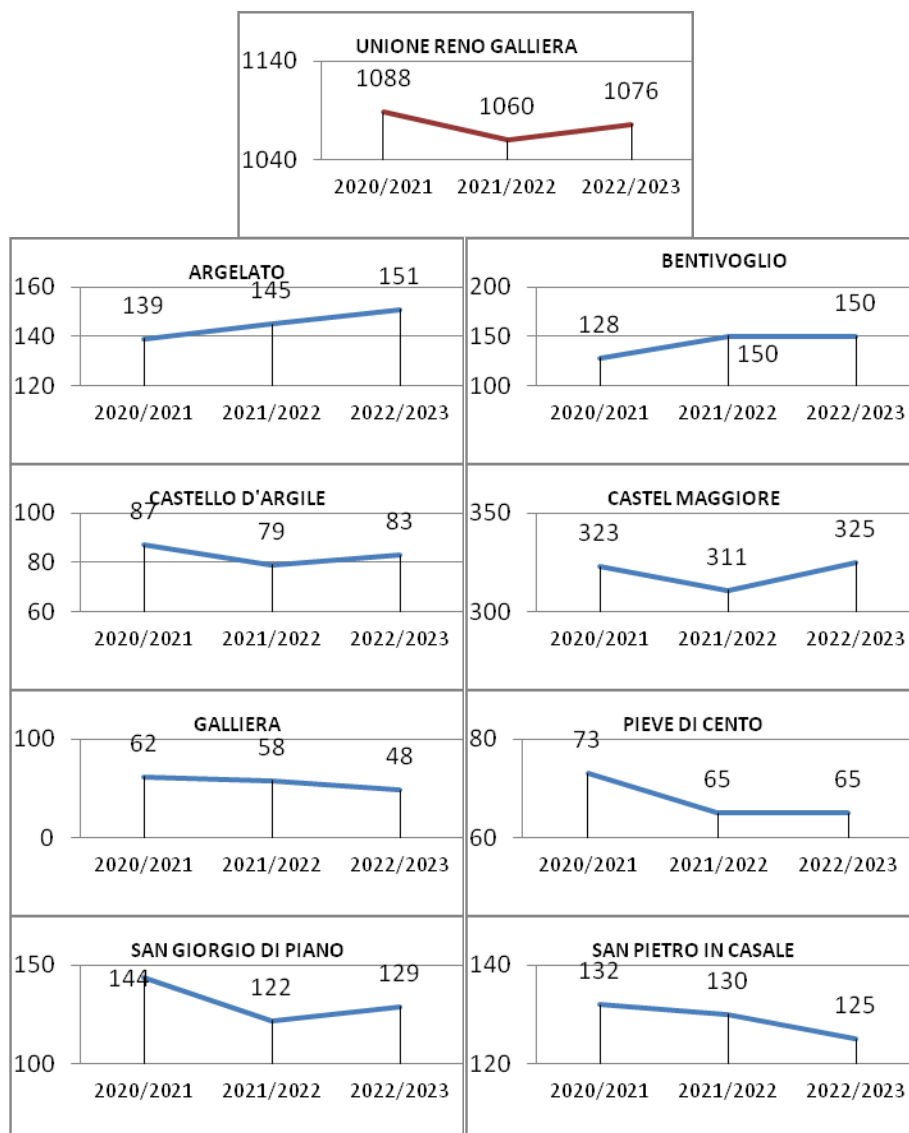 UNIONE RENO GALLIERA
1140
1088
1060
1076
1040
2020/2021 2021/2022 2022/2023
ARGELATO
160
139
145
151
140
120
2020/2021 2021/2022 2022/2023
BENTIVOGLIO
200
128
150
150
150
100
2020/2021 2021/2022 2022/2023
CASTELLO D'ARGILE
100
87
79
83
80
60
2020/2021 2021/2022 2022/2023
CASTEL MAGGIORE
350
323
311
325
300
2020/2021 2021/2022 2022/2023
GALLIERA
100
62
58
48
0
2020/2021 2021/2022 2022/2023
PIEVE DI CENTO
80
73
65
65
60
2020/2021 2021/2022 2022/2023
SAN GIORGIO DI PIANO
150
144
122
129
100
2020/2021 2021/2022 2022/2023
SAN PIETRO IN CASALE
140
132
130
125
120
2020/2021 2021/2022 2022/2023